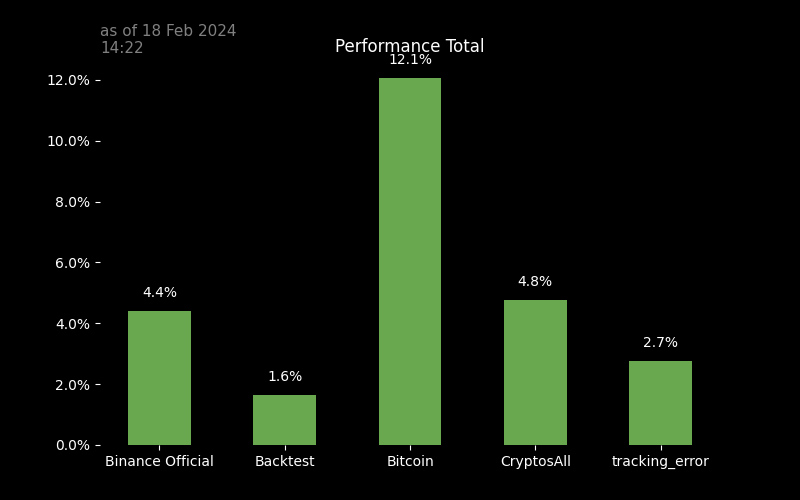 as of 18 Feb 2024
14:22
Performance Total
12.1%
12.0%
10.0%
8.0%
6.0%
4.0%
2.0%
0.0%
4.4%
1.6%
4.8%
2.7%
Binance Official
Backtest
Bitcoin
CryptosAll
tracking_error